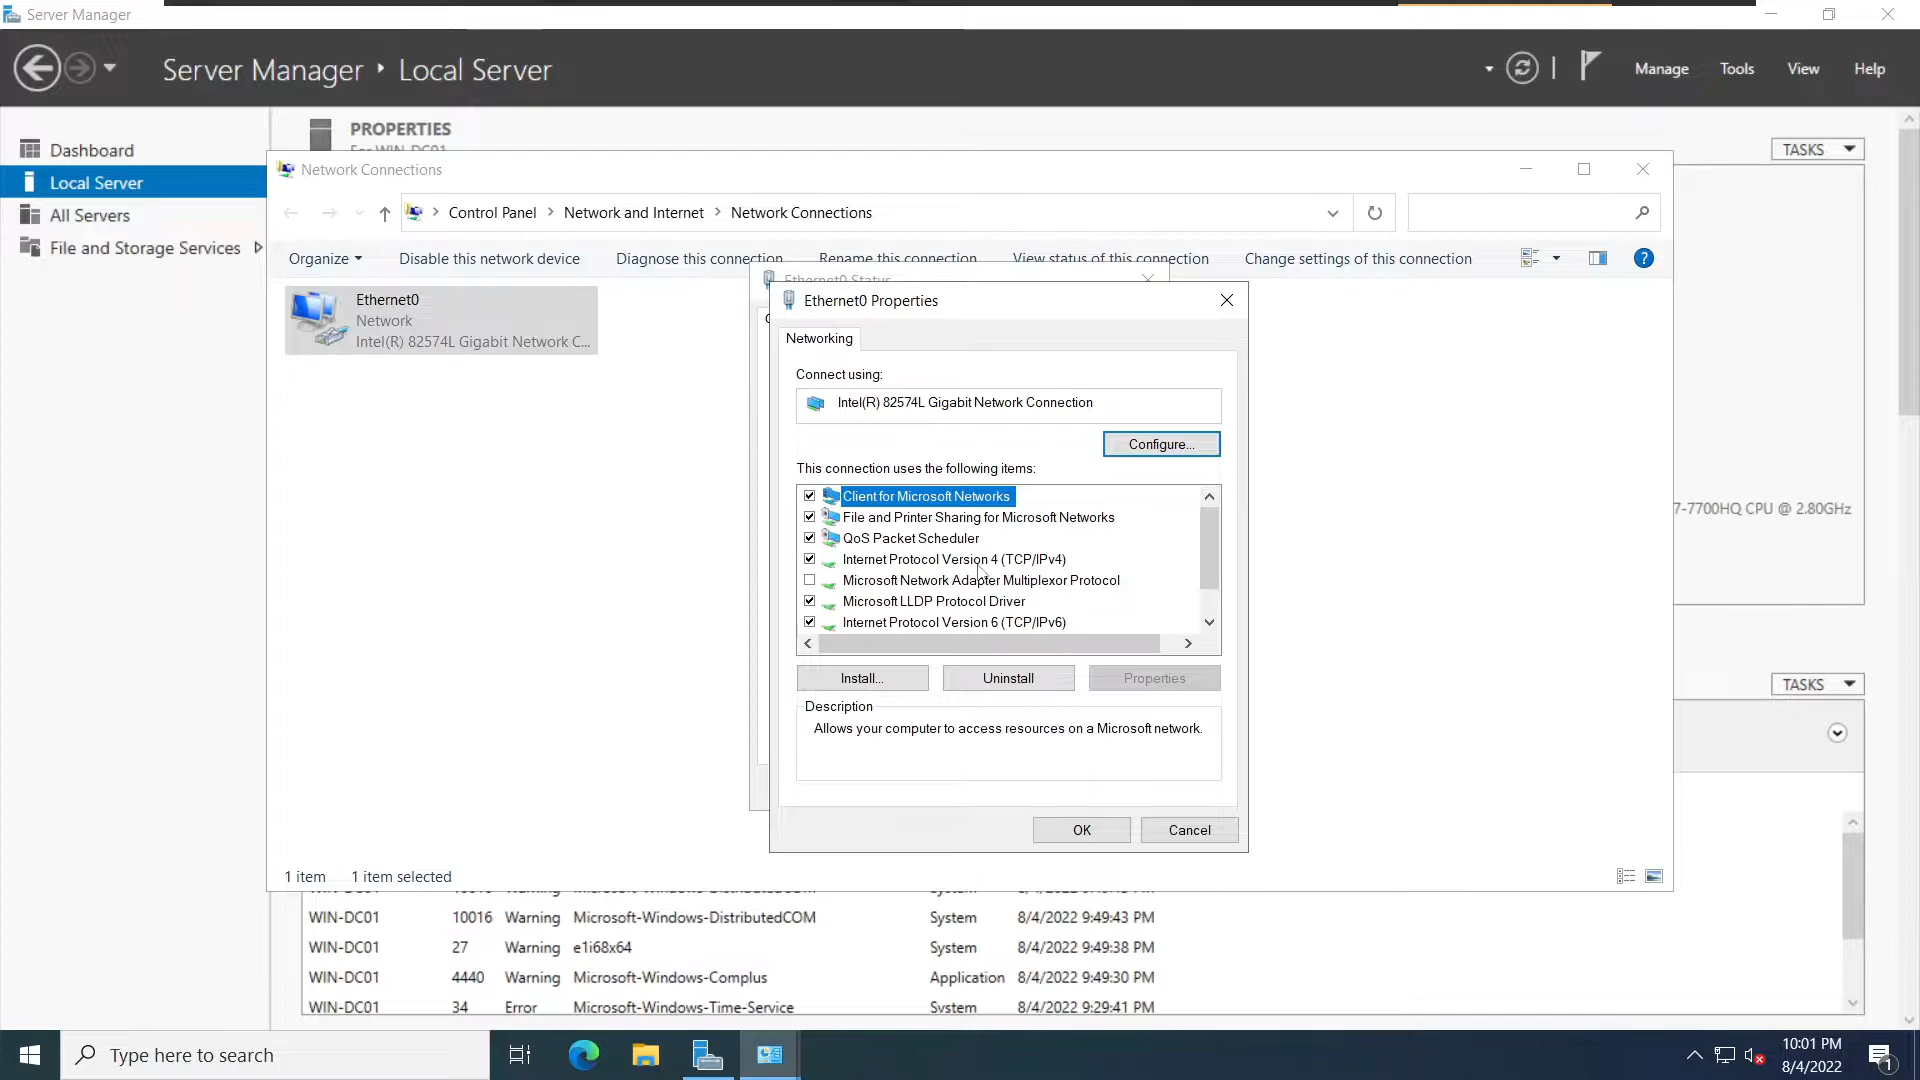 Server Manager
Server Manager ‣ Local Server
Manage Tools View Help
Dashboard
Local Server
All Servers
File and Storage Services
PROPERTIES
For WIN-DC01
TASKS
Network Connections
Control Panel > Network and Internet > Network Connections
Organize Disable this network device Diagnose this connection Rename this connection View status of this connection Change settings of this connection
Ethernet0
Network
Intel(R) 82574L Gigabit Network C...
Ethernet0 Status
Ethernet0 Properties
Networking
Connect using:
Intel(R) 82574L Gigabit Network Connection
Configure...
This connection uses the following items:
Client for Microsoft Networks
File and Printer Sharing for Microsoft Networks
QoS Packet Scheduler
Internet Protocol Version 4 (TCP/IPv4)
Microsoft Network Adapter Multiplexor Protocol
Microsoft LLDP Protocol Driver
Internet Protocol Version 6 (TCP/IPv6)
Install... Uninstall Properties
Description
Allows your computer to access resources on a Microsoft network.
OK Cancel
7-7700HQ CPU @ 2.80GHz
TASKS
1 item 1 item selected
WIN-DC01 10016 Warning Microsoft-Windows-DistributedCOM System 8/4/2022 9:49:43 PM
WIN-DC01 27 Warning e1i68x64 System 8/4/2022 9:49:38 PM
WIN-DC01 4440 Warning Microsoft-Windows-Complus Application 8/4/2022 9:49:30 PM
WIN-DC01 34 Error Microsoft-Windows-Time-Service System 8/4/2022 9:29:41 PM
Type here to search
10:01 PM
8/4/2022
1